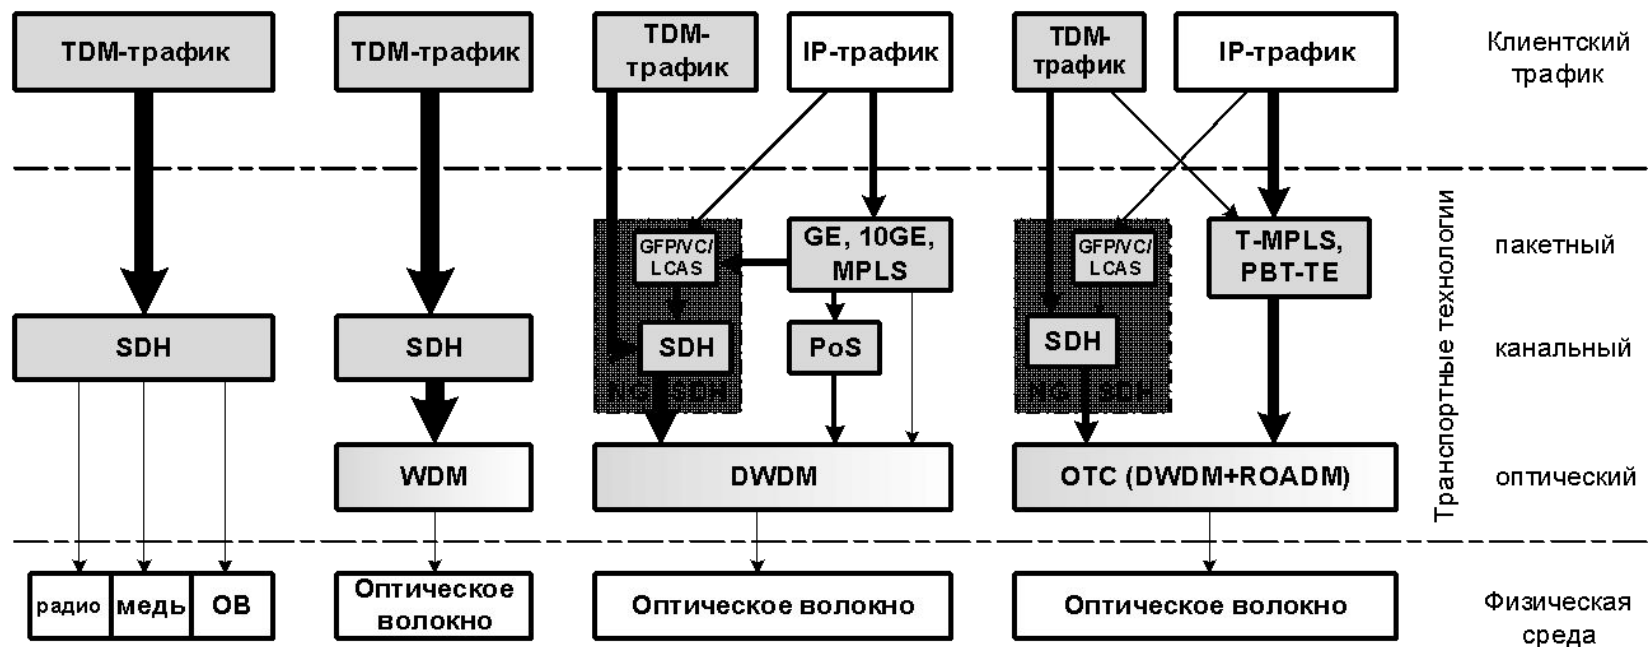 TDM-трафик
TDM-трафик
TDM-
трафик
IP-трафик
TDM-
трафик
IP-трафик
Клиентский
трафик
GFP/VC/
LCAS
GE, 10GE,
MPLS
GFP/VC/
LCAS
T-MPLS,
PBT-TE
пакетный
SDH
SDH
SDH
PoS
SDH
канальный
NG SDH
NG SDH
Транспортные технологии
WDM
DWDM
ОТС (DWDM+ROADM)
оптический
радио
медь
ОВ
Оптическое
волокно
Оптическое волокно
Оптическое волокно
Физическая
среда